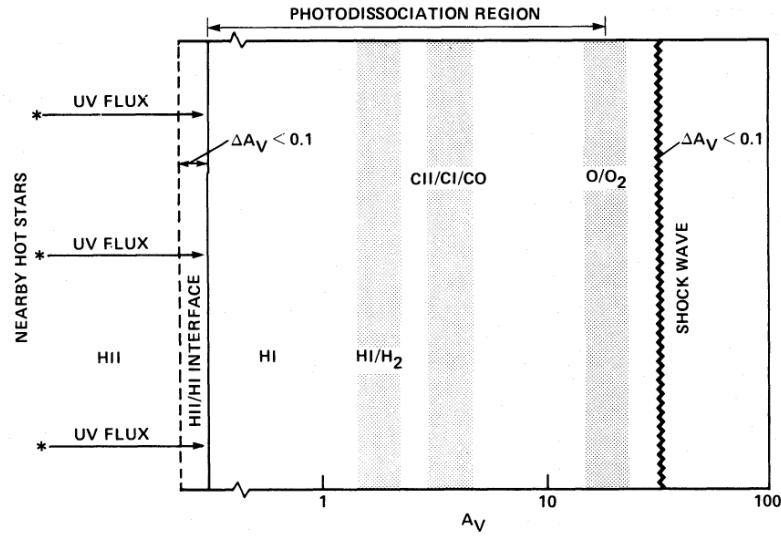 PHOTODISSOCIATION REGION
UV FLUX
ΔA_V < 0.1
ΔA_V < 0.1
CII/CI/CO
O/O₂
UV FLUX
NEARBY HOT STARS
SHOCK WAVE
HII
HII/HI INTERFACE
HI
HI/H₂
UV FLUX
1
10
100
A_V